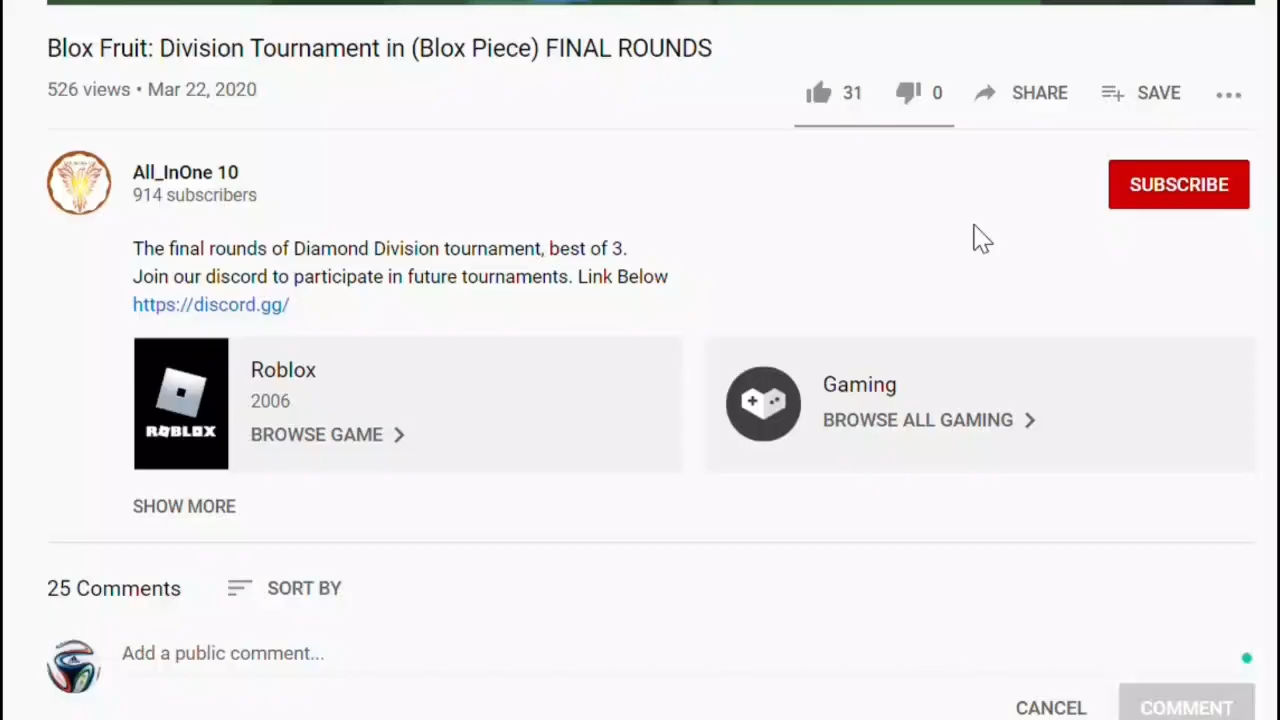 Blox Fruit: Division Tournament in (Blox Piece) FINAL ROUNDS
526 views • Mar 22, 2020
31
0
SHARE
SAVE
All_InOne 10
914 subscribers
SUBSCRIBE
The final rounds of Diamond Division tournament, best of 3.
Join our discord to participate in future tournaments. Link Below
https://discord.gg/
ROBLOX
Roblox
2006
BROWSE GAME
Gaming
BROWSE ALL GAMING
SHOW MORE
25 Comments
SORT BY
Add a public comment...
CANCEL
COMMENT